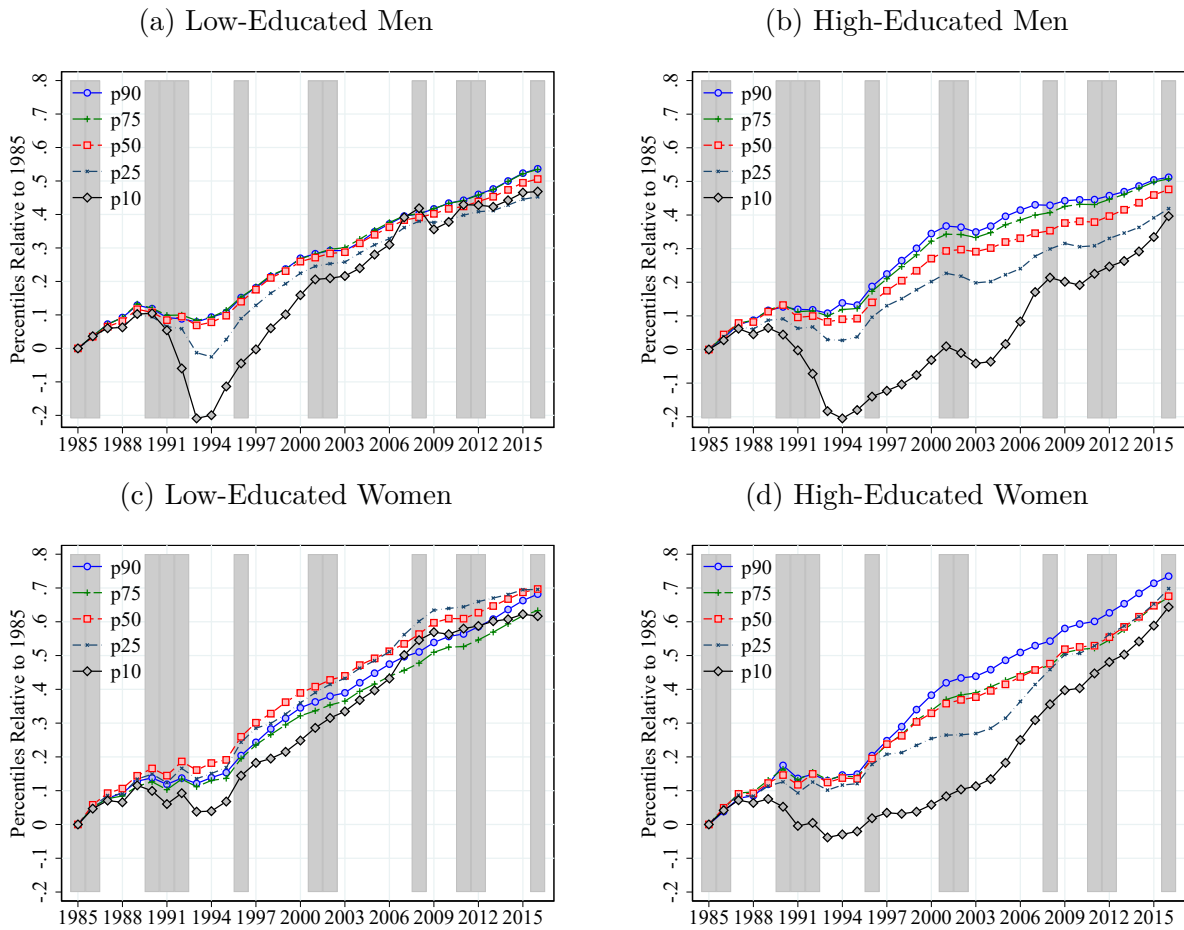 (a) Low-Educated Men
(b) High-Educated Men
Percentiles Relative to 1985
.8
.7
.6
.5
.4
.3
.2
.1
0
-.1
-.2
p90
p75
p50
p25
p10
1985 1988 1991 1994 1997 2000 2003 2006 2009 2012 2015
Percentiles Relative to 1985
.8
.7
.6
.5
.4
.3
.2
.1
0
-.1
-.2
p90
p75
p50
p25
p10
1985 1988 1991 1994 1997 2000 2003 2006 2009 2012 2015
(c) Low-Educated Women
(d) High-Educated Women
Percentiles Relative to 1985
.8
.7
.6
.5
.4
.3
.2
.1
0
-.1
-.2
p90
p75
p50
p25
p10
1985 1988 1991 1994 1997 2000 2003 2006 2009 2012 2015
Percentiles Relative to 1985
.8
.7
.6
.5
.4
.3
.2
.1
0
-.1
-.2
p90
p75
p50
p25
p10
1985 1988 1991 1994 1997 2000 2003 2006 2009 2012 2015